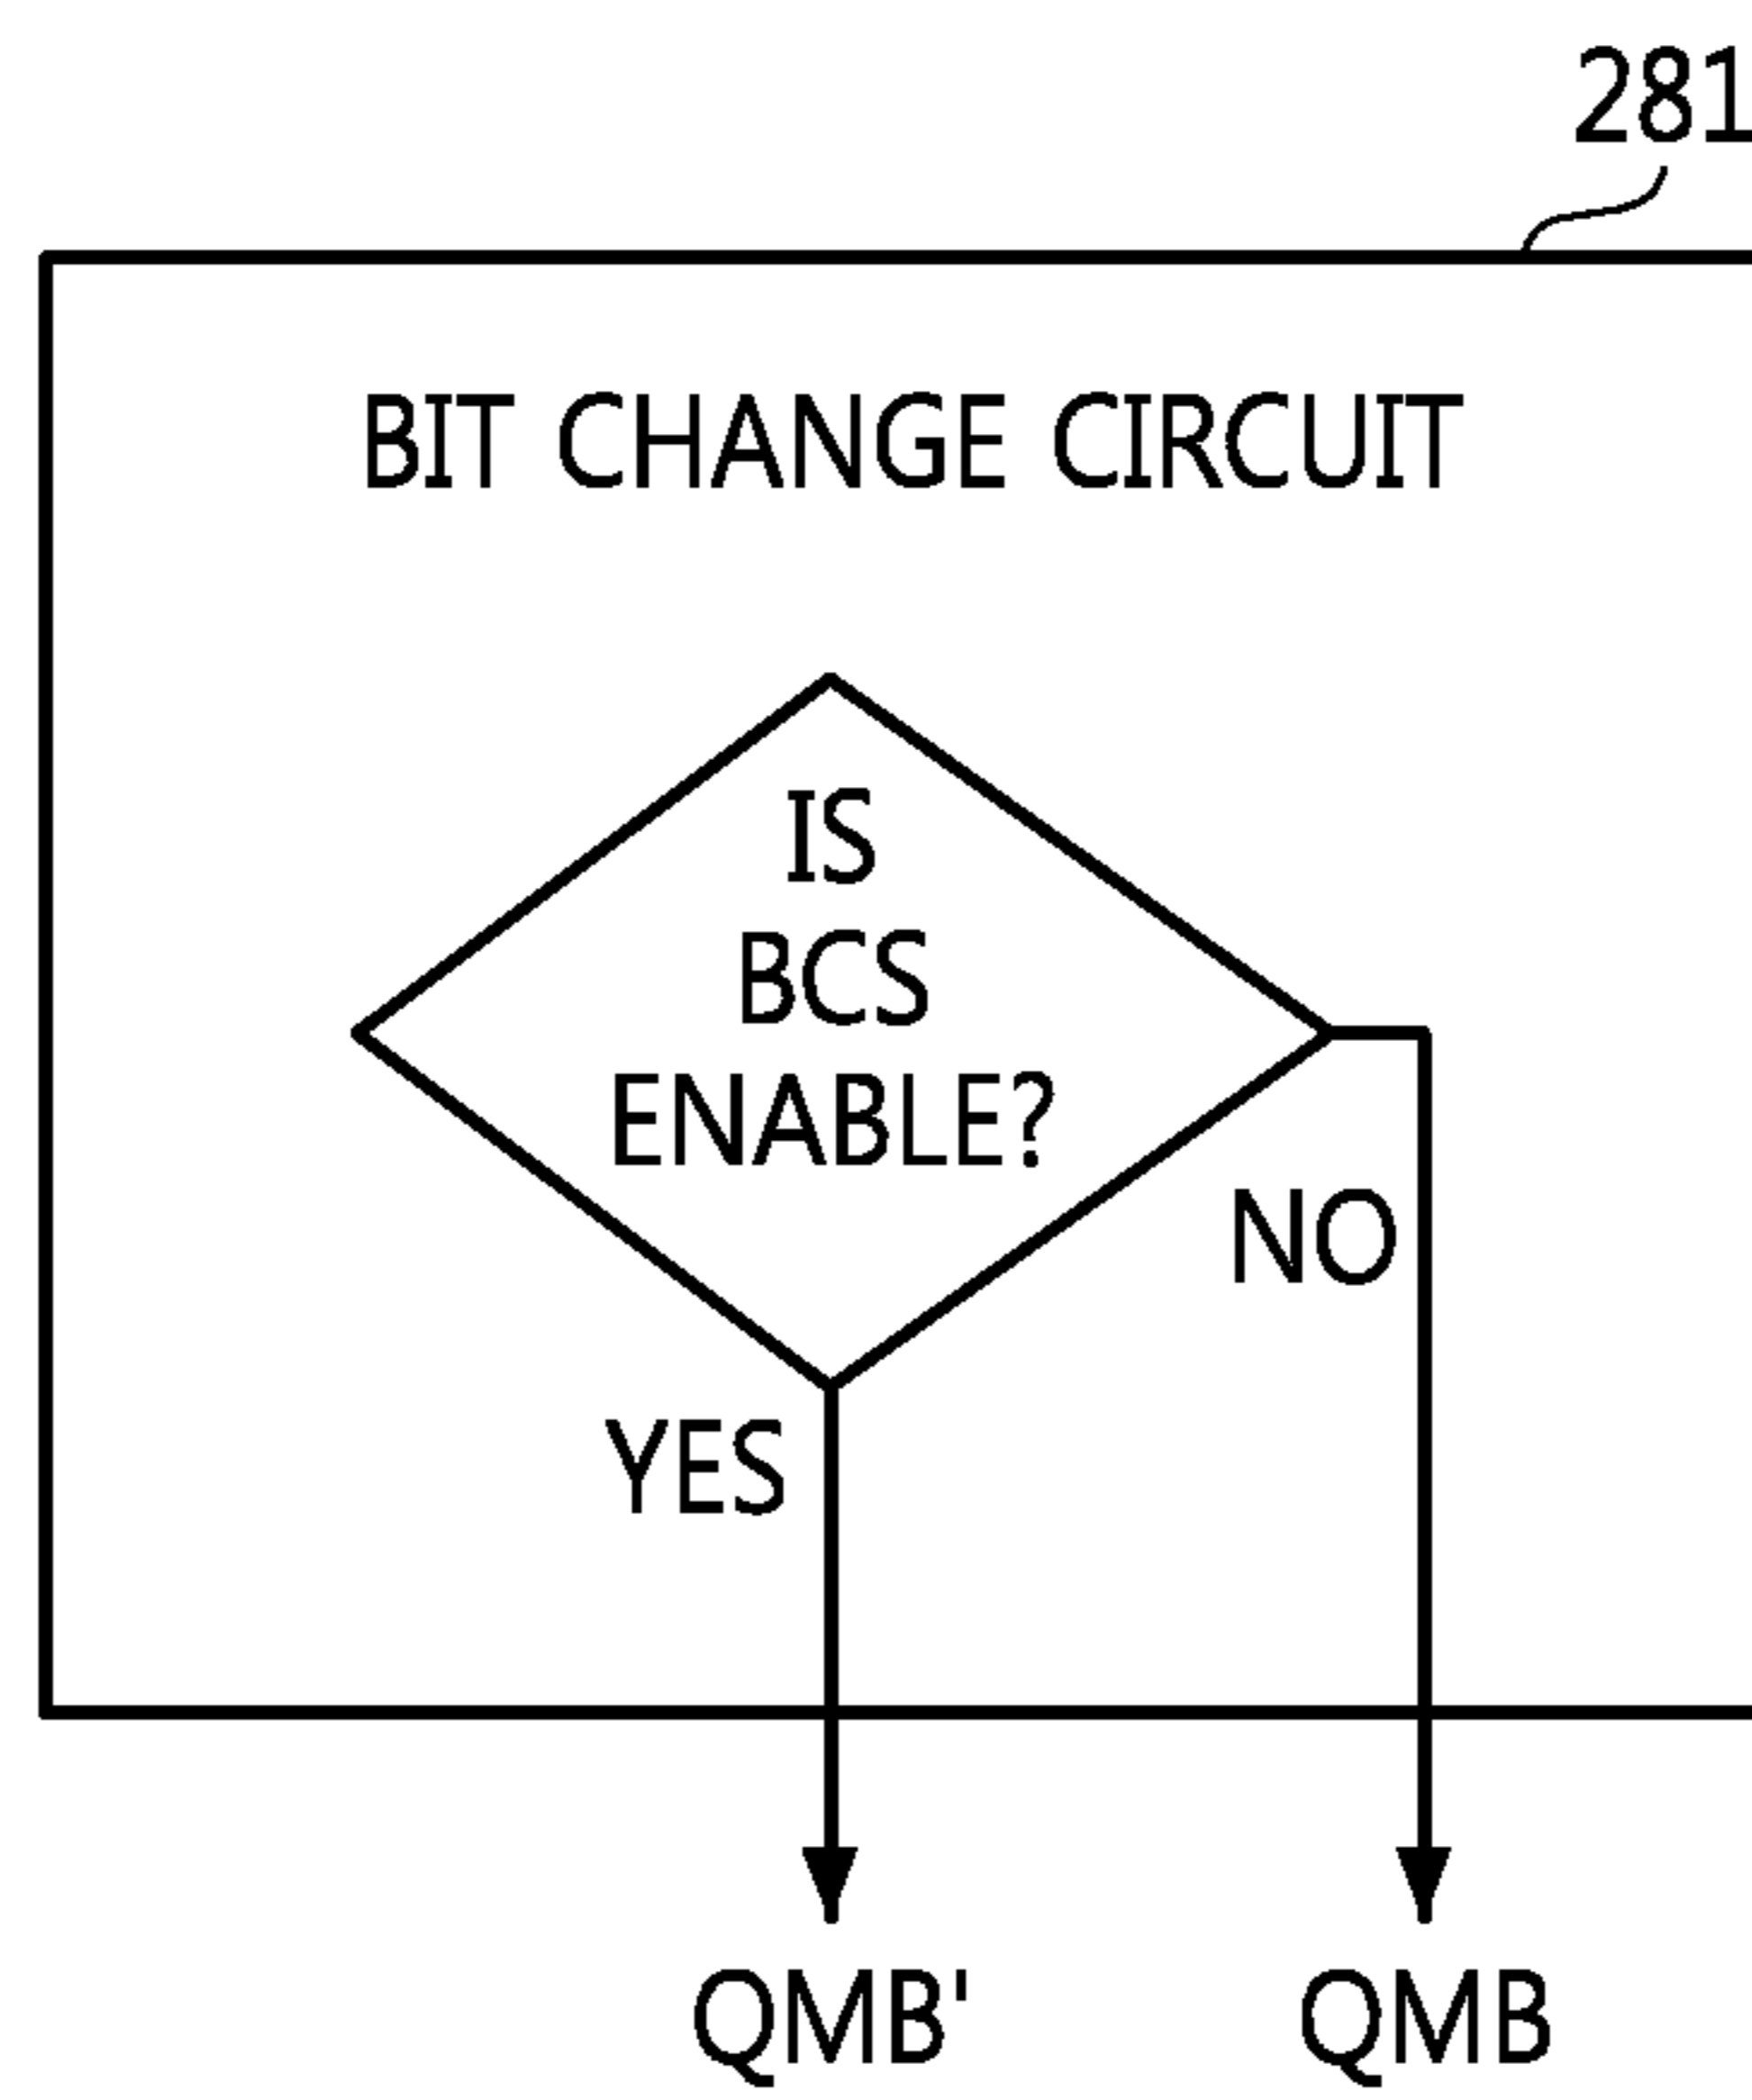 281
BIT CHANGE CIRCUIT
IS
BCS
ENABLE?
NO
YES
QMB'
QMB